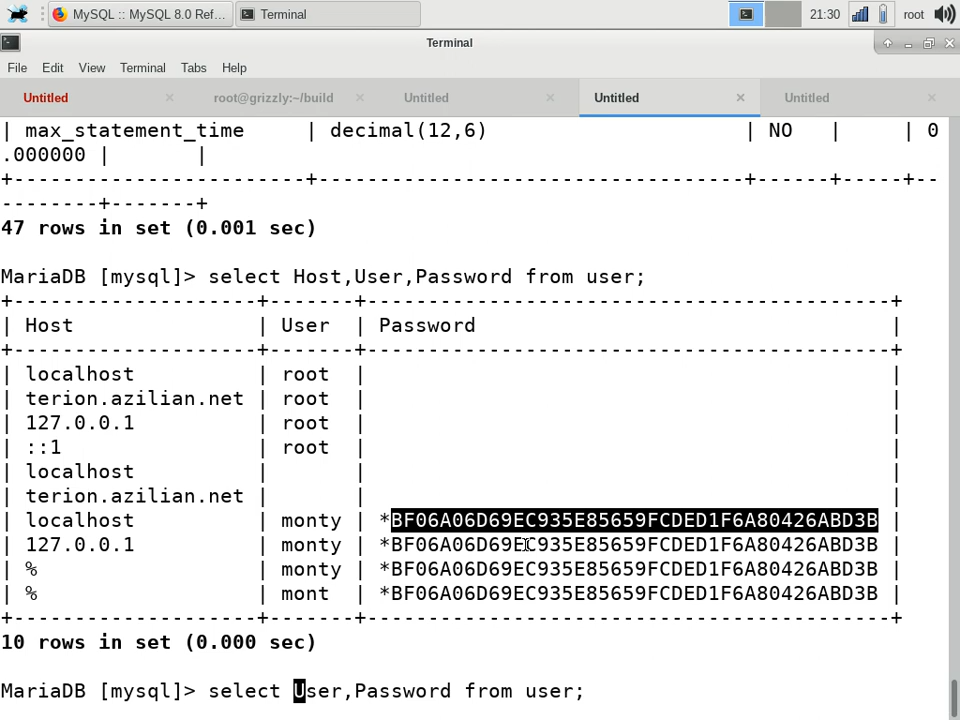 MySQL :: MySQL 8.0 Ref... Terminal 21:30 root
Terminal
File Edit View Terminal Tabs Help
Untitled root@grizzly:~/build Untitled Untitled Untitled
| max_statement_time     | decimal(12,6)                     | NO   |     | 0
.000000 |       |
+------------------------+-----------------------------------+------+-----+--
--------+-------+
47 rows in set (0.001 sec)
MariaDB [mysql]> select Host,User,Password from user;
+--------------------+-------+-------------------------------------------+
| Host               | User  | Password                                  |
+--------------------+-------+-------------------------------------------+
| localhost          | root  |                                           |
| terion.azilian.net | root  |                                           |
| 127.0.0.1          | root  |                                           |
| ::1                | root  |                                           |
| localhost          |       |                                           |
| terion.azilian.net |       |                                           |
| localhost          | monty | *BF06A06D69EC935E85659FCDED1F6A80426ABD3B |
| 127.0.0.1          | monty | *BF06A06D69EC935E85659FCDED1F6A80426ABD3B |
| %                  | monty | *BF06A06D69EC935E85659FCDED1F6A80426ABD3B |
| %                  | mont  | *BF06A06D69EC935E85659FCDED1F6A80426ABD3B |
+--------------------+-------+-------------------------------------------+
10 rows in set (0.000 sec)
MariaDB [mysql]> select User,Password from user;